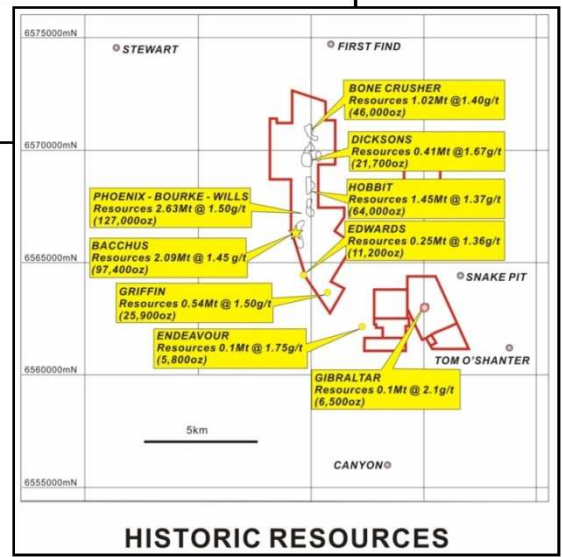 6575000mN
STEWART
FIRST FIND
BONE CRUSHER
Resources 1.02Mt @1.40g/t
(46,000oz)
6570000mN
DICKSONS
Resources 0.41Mt @1.67g/t
(21,700oz)
HOBBIT
Resources 1.45Mt @ 1.37g/t
(64,000oz)
PHOENIX - BOURKE - WILLS
Resources 2.63Mt @ 1.50g/t
(127,000oz)
EDWARDS
Resources 0.25Mt @ 1.36g/t
(11,200oz)
BACCHUS
Resources 2.09Mt @ 1.45 g/t
(97,400oz)
6565000mN
SNAKE PIT
GRIFFIN
Resources 0.54Mt @ 1.50g/t
(25,900oz)
ENDEAVOUR
Resources 0.1Mt @ 1.75g/t
(5,800oz)
TOM O'SHANTER
6560000mN
GIBRALTAR
Resources 0.1Mt @ 2.1g/t
(6,500oz)
5km
CANYON
6555000mN
HISTORIC RESOURCES